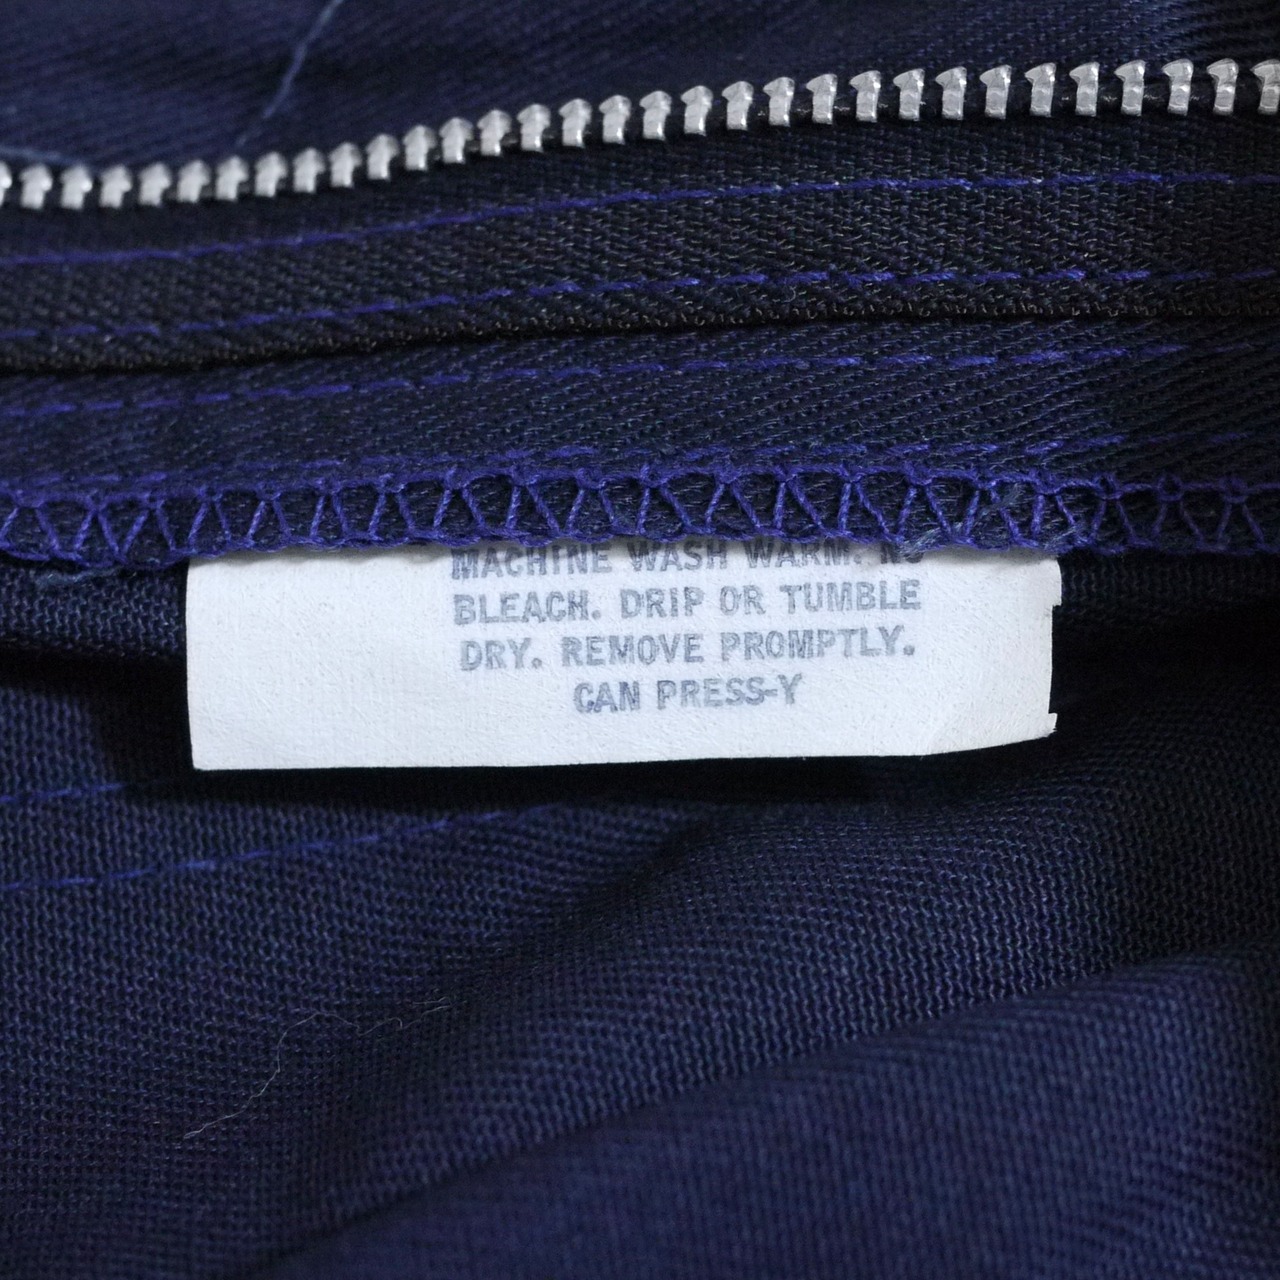 MACHINE WASH WARM. NO
BLEACH. DRIP OR TUMBLE
DRY. REMOVE PROMPTLY.
CAN PRESS-Y